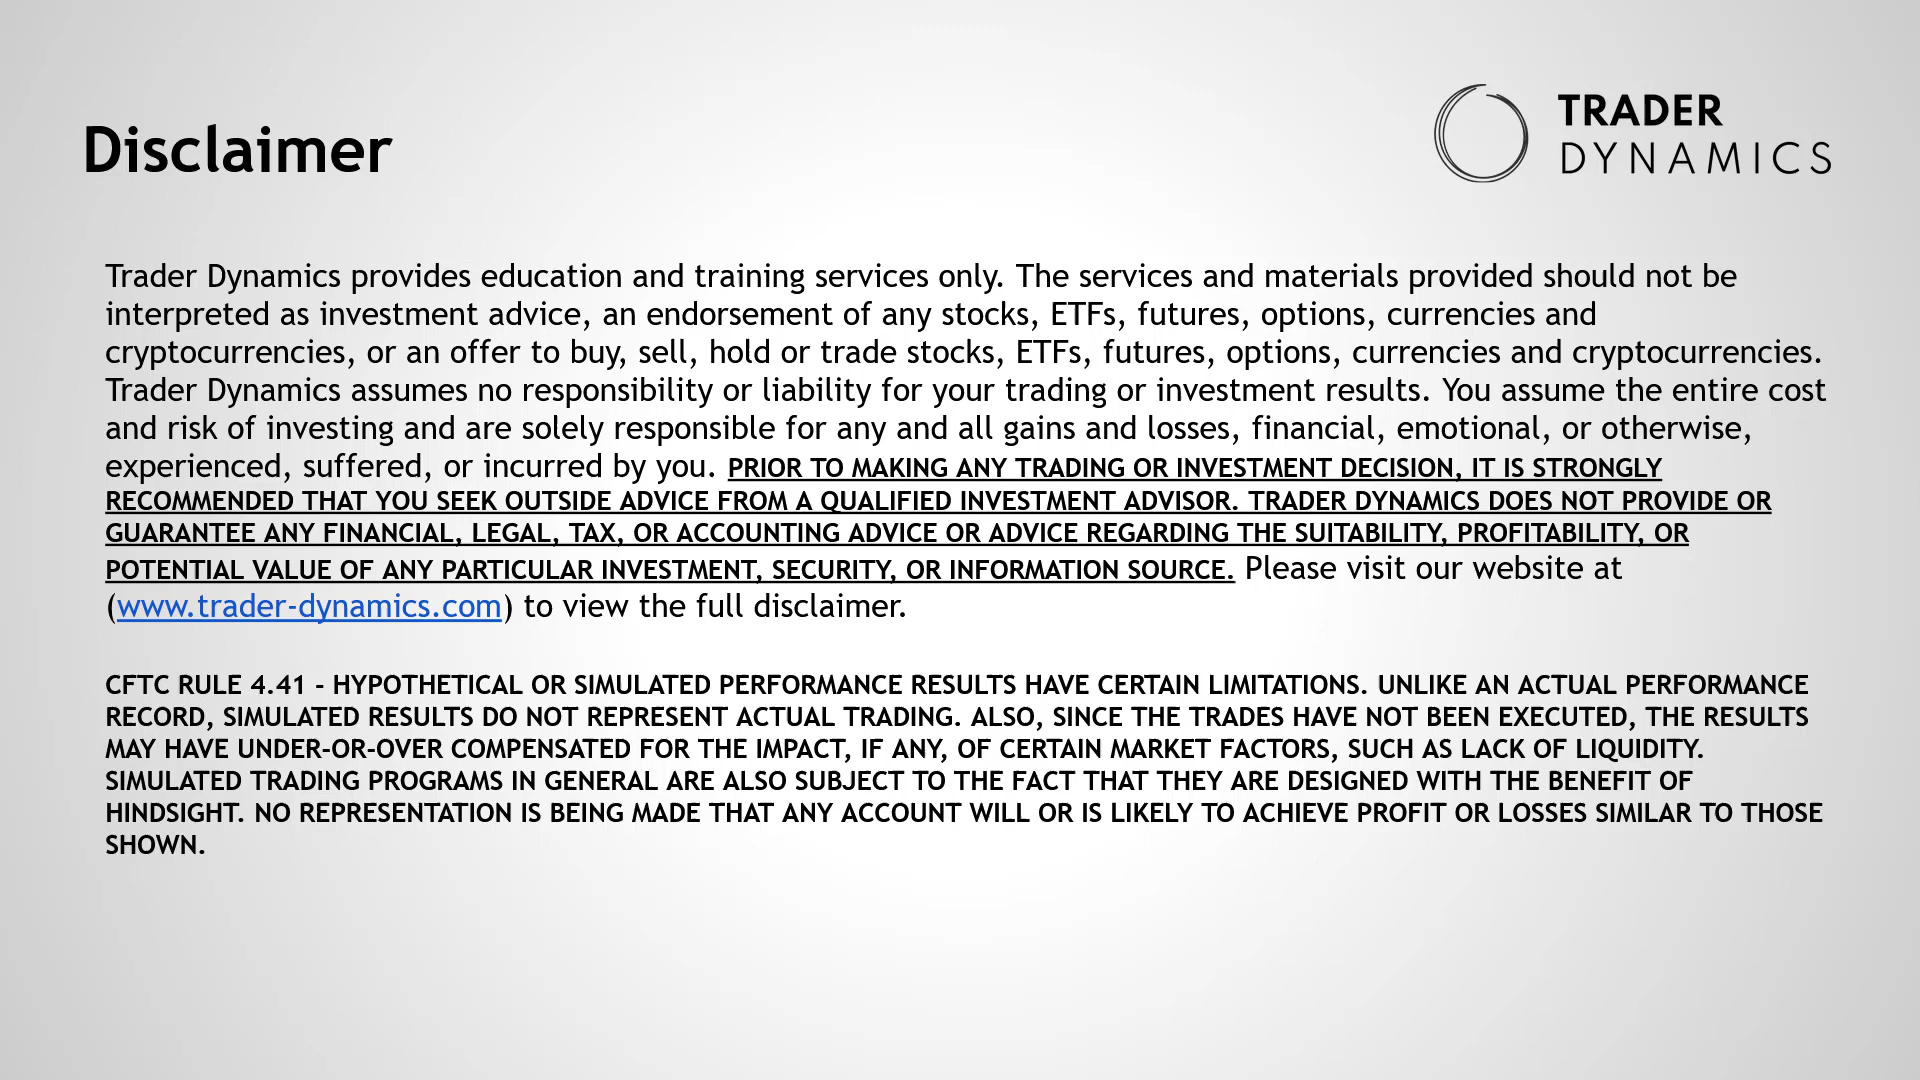 Disclaimer
TRADER
DYNAMICS
Trader Dynamics provides education and training services only. The services and materials provided should not be
interpreted as investment advice, an endorsement of any stocks, ETFs, futures, options, currencies and
cryptocurrencies, or an offer to buy, sell, hold or trade stocks, ETFs, futures, options, currencies and cryptocurrencies.
Trader Dynamics assumes no responsibility or liability for your trading or investment results. You assume the entire cost
and risk of investing and are solely responsible for any and all gains and losses, financial, emotional, or otherwise,
experienced, suffered, or incurred by you. PRIOR TO MAKING ANY TRADING OR INVESTMENT DECISION, IT IS STRONGLY
RECOMMENDED THAT YOU SEEK OUTSIDE ADVICE FROM A QUALIFIED INVESTMENT ADVISOR. TRADER DYNAMICS DOES NOT PROVIDE OR
GUARANTEE ANY FINANCIAL, LEGAL, TAX, OR ACCOUNTING ADVICE OR ADVICE REGARDING THE SUITABILITY, PROFITABILITY, OR
POTENTIAL VALUE OF ANY PARTICULAR INVESTMENT, SECURITY, OR INFORMATION SOURCE. Please visit our website at
(www.trader-dynamics.com) to view the full disclaimer.
CFTC RULE 4.41 - HYPOTHETICAL OR SIMULATED PERFORMANCE RESULTS HAVE CERTAIN LIMITATIONS. UNLIKE AN ACTUAL PERFORMANCE
RECORD, SIMULATED RESULTS DO NOT REPRESENT ACTUAL TRADING. ALSO, SINCE THE TRADES HAVE NOT BEEN EXECUTED, THE RESULTS
MAY HAVE UNDER-OR-OVER COMPENSATED FOR THE IMPACT, IF ANY, OF CERTAIN MARKET FACTORS, SUCH AS LACK OF LIQUIDITY.
SIMULATED TRADING PROGRAMS IN GENERAL ARE ALSO SUBJECT TO THE FACT THAT THEY ARE DESIGNED WITH THE BENEFIT OF
HINDSIGHT. NO REPRESENTATION IS BEING MADE THAT ANY ACCOUNT WILL OR IS LIKELY TO ACHIEVE PROFIT OR LOSSES SIMILAR TO THOSE
SHOWN.